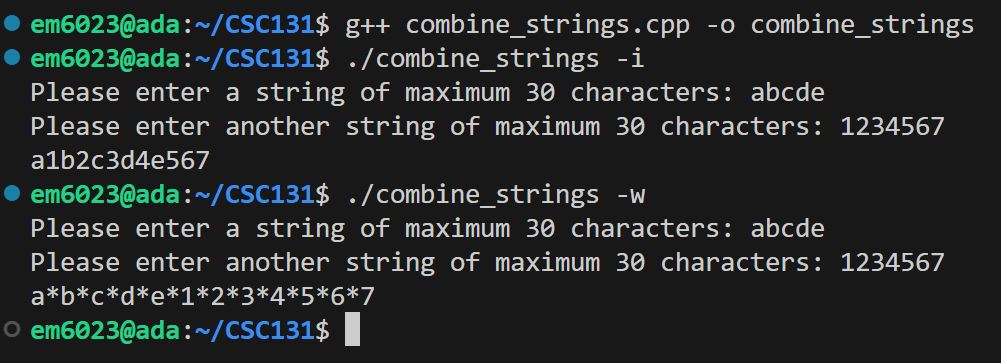 em6023@ada:~/CSC131$ g++ combine_strings.cpp -o combine_strings
em6023@ada:~/CSC131$ ./combine_strings -i
Please enter a string of maximum 30 characters: abcde
Please enter another string of maximum 30 characters: 1234567
a1b2c3d4e567
em6023@ada:~/CSC131$ ./combine_strings -w
Please enter a string of maximum 30 characters: abcde
Please enter another string of maximum 30 characters: 1234567
a*b*c*d*e*1*2*3*4*5*6*7
em6023@ada:~/CSC131$